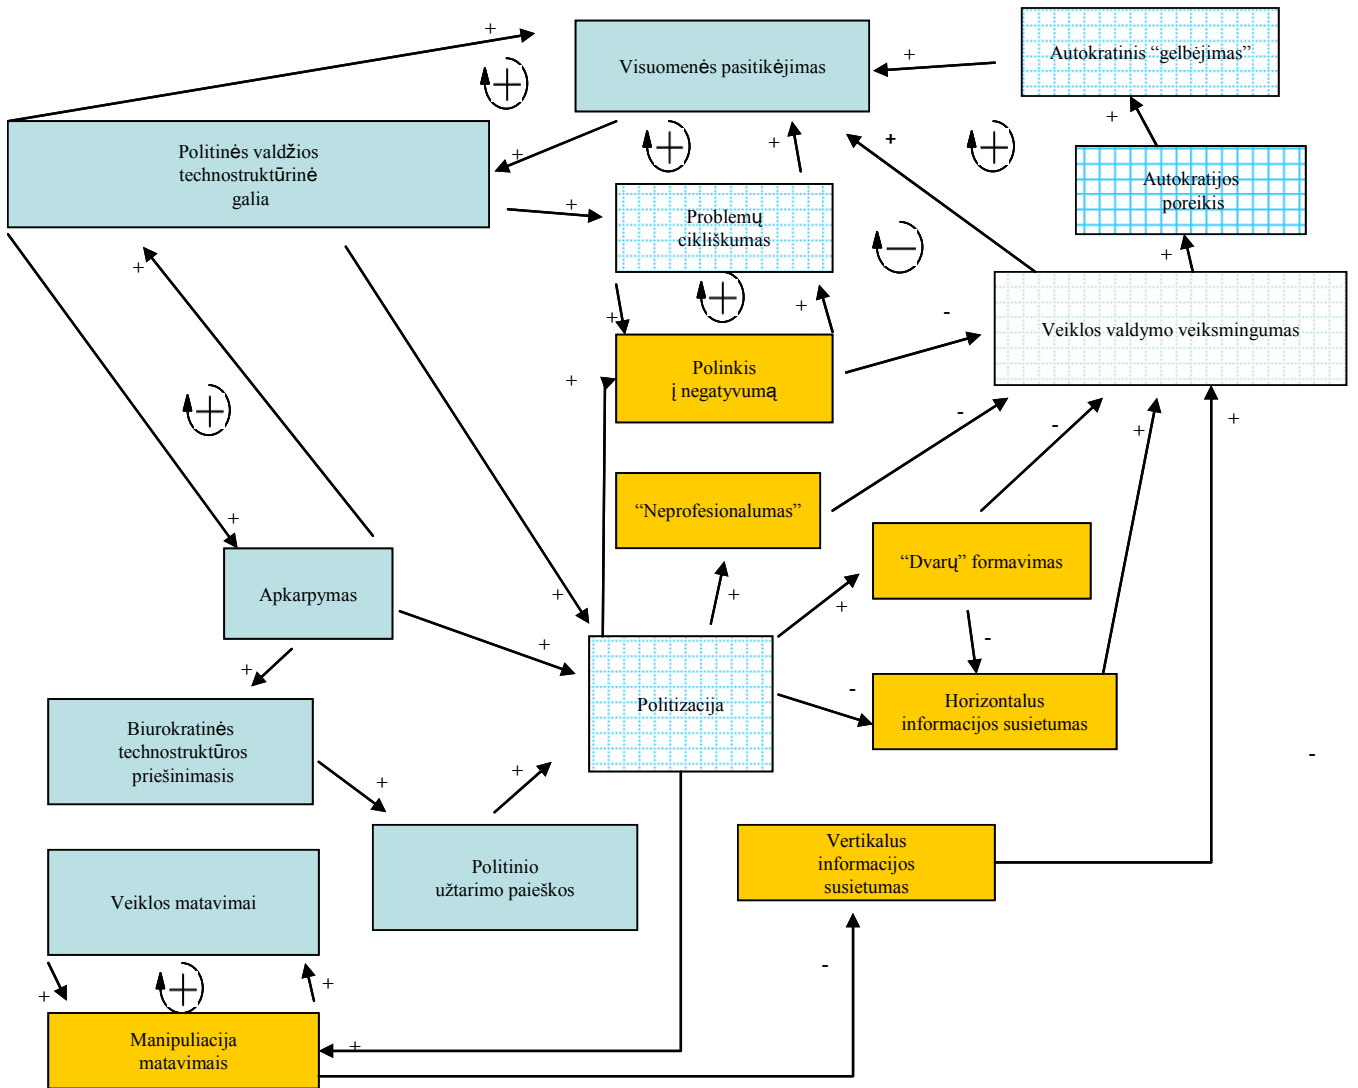 Visuomenės pasitikėjimas
Autokratinis “gelbėjimas”
Politinės valdžios
technostruktūrinė
galia
Autokratijos
poreikis
Problemų
cikliškumas
Veiklos valdymo veiksmingumas
Polinkis
į negatyvumą
“Neprofesionalumas”
“Dvarų” formavimas
Apkarpymas
Politizacija
Horizontalus
informacijos susietumas
Biurokratinės
technostruktūros
priešinimasis
Politinio
užtarimo paieškos
Vertikalus
informacijos
susietumas
Veiklos matavimai
Manipuliacija
matavimais